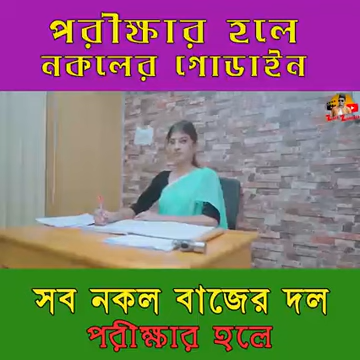 পরীক্ষার হলে
নকলের গোডাইন
সব নকল বাজের দল
পরীক্ষার হলে